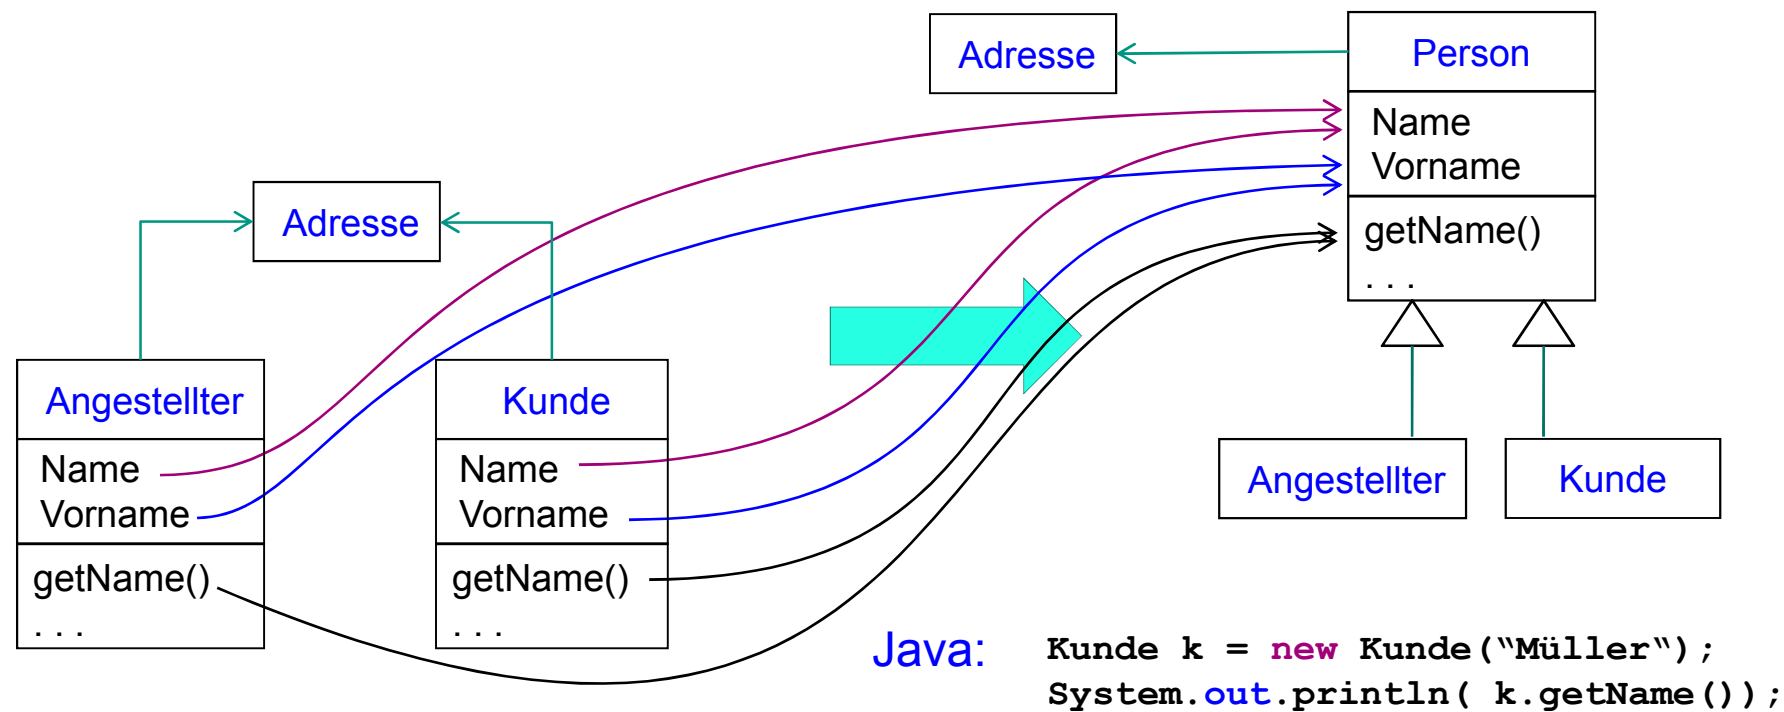 Adresse
Person
Name
Vorname
getName()
. . .
Adresse
Angestellter
Name
Vorname
getName()
. . .
Kunde
Name
Vorname
getName()
. . .
Angestellter
Kunde
Java:
Kunde k = new Kunde(“Müller“);
System.out.println( k.getName());